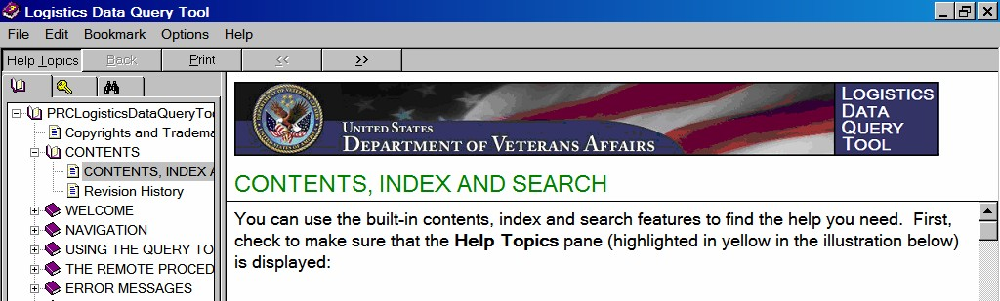 Logistics Data Query Tool
File Edit Bookmark Options Help
Help Topics Back Print << >>
PRCLogisticsDataQueryToo
Copyrights and Tradema
CONTENTS
CONTENTS, INDEX A
Revision History
WELCOME
NAVIGATION
USING THE QUERY TO
THE REMOTE PROCED
ERROR MESSAGES
UNITED STATES
DEPARTMENT OF VETERANS AFFAIRS
LOGISTICS
DATA
QUERY
TOOL
CONTENTS, INDEX AND SEARCH
You can use the built-in contents, index and search features to find the help you need. First,
check to make sure that the Help Topics pane (highlighted in yellow in the illustration below)
is displayed: